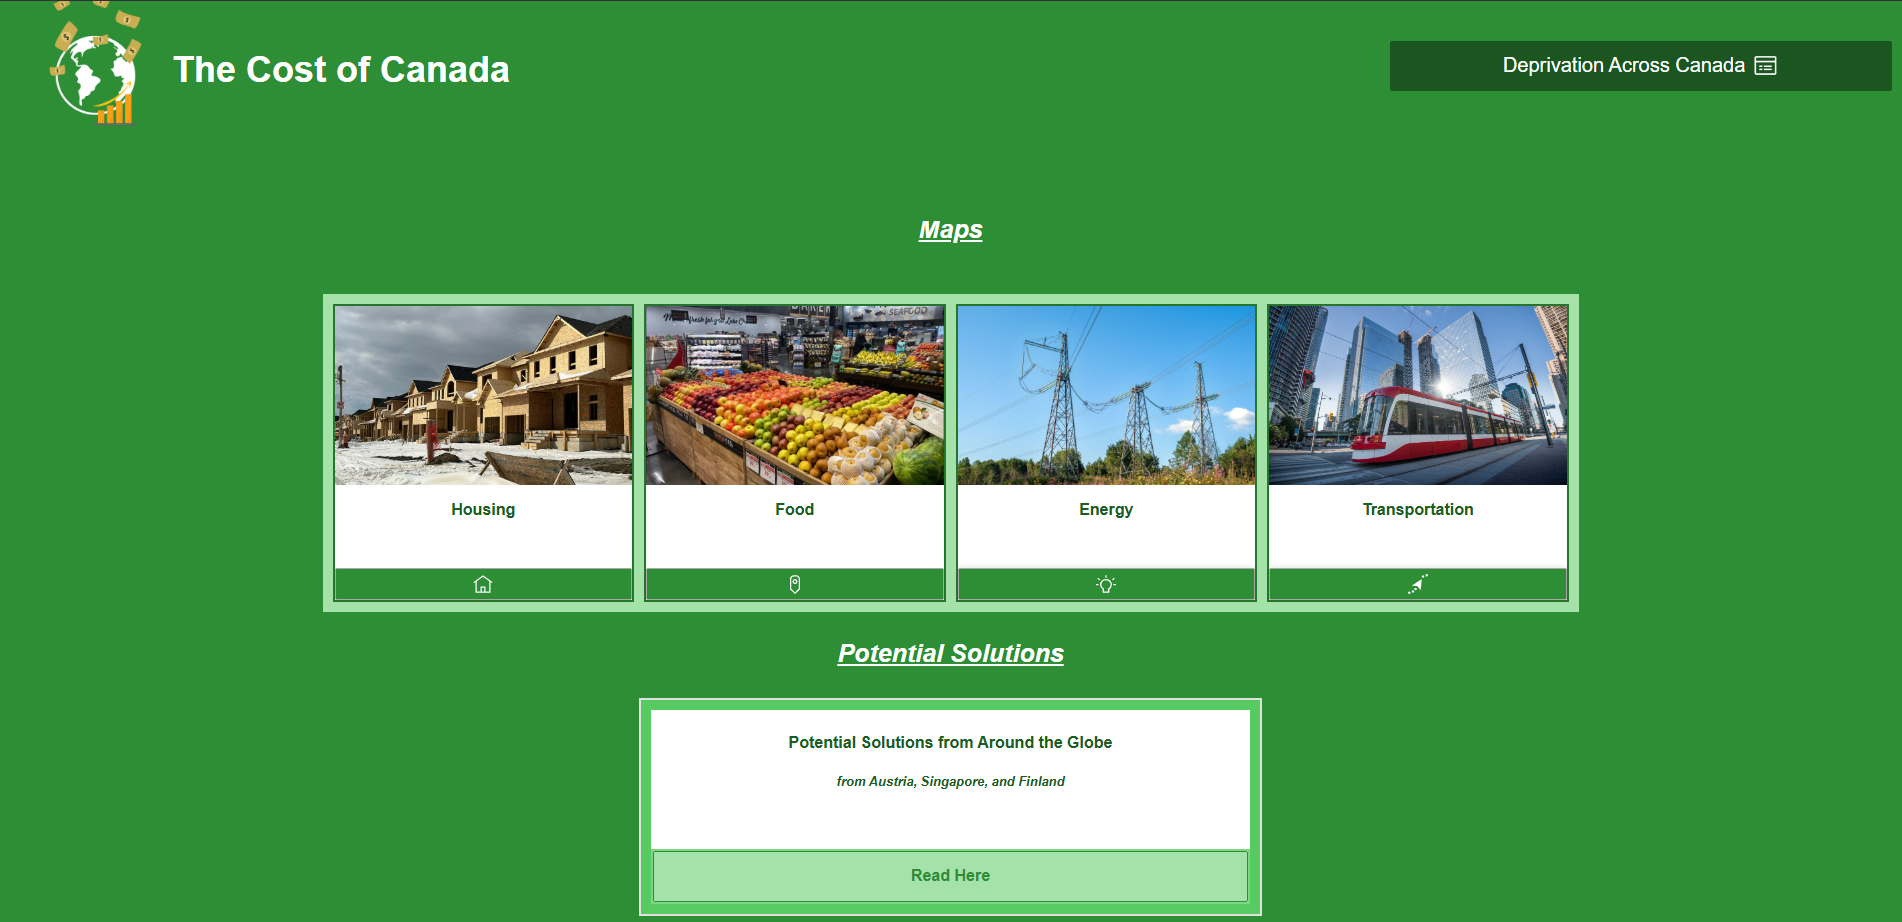 The Cost of Canada
Deprivation Across Canada
Maps
SEAFOOD
Housing
Food
Energy
Transportation
Potential Solutions
Potential Solutions from Around the Globe
from Austria, Singapore, and Finland
Read Here